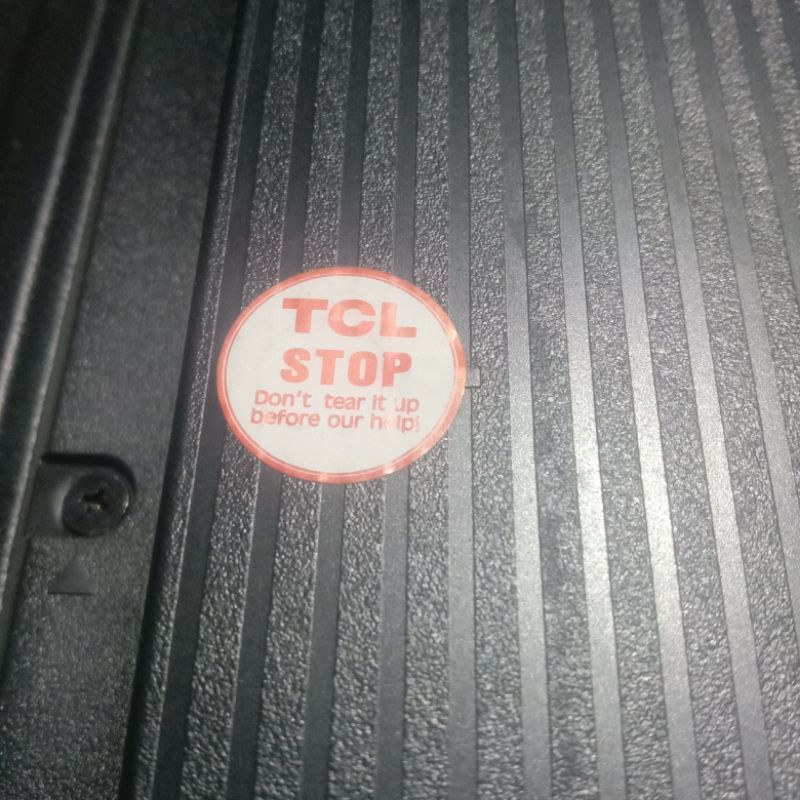 TCL
STOP
Don't tear it up
before our help!